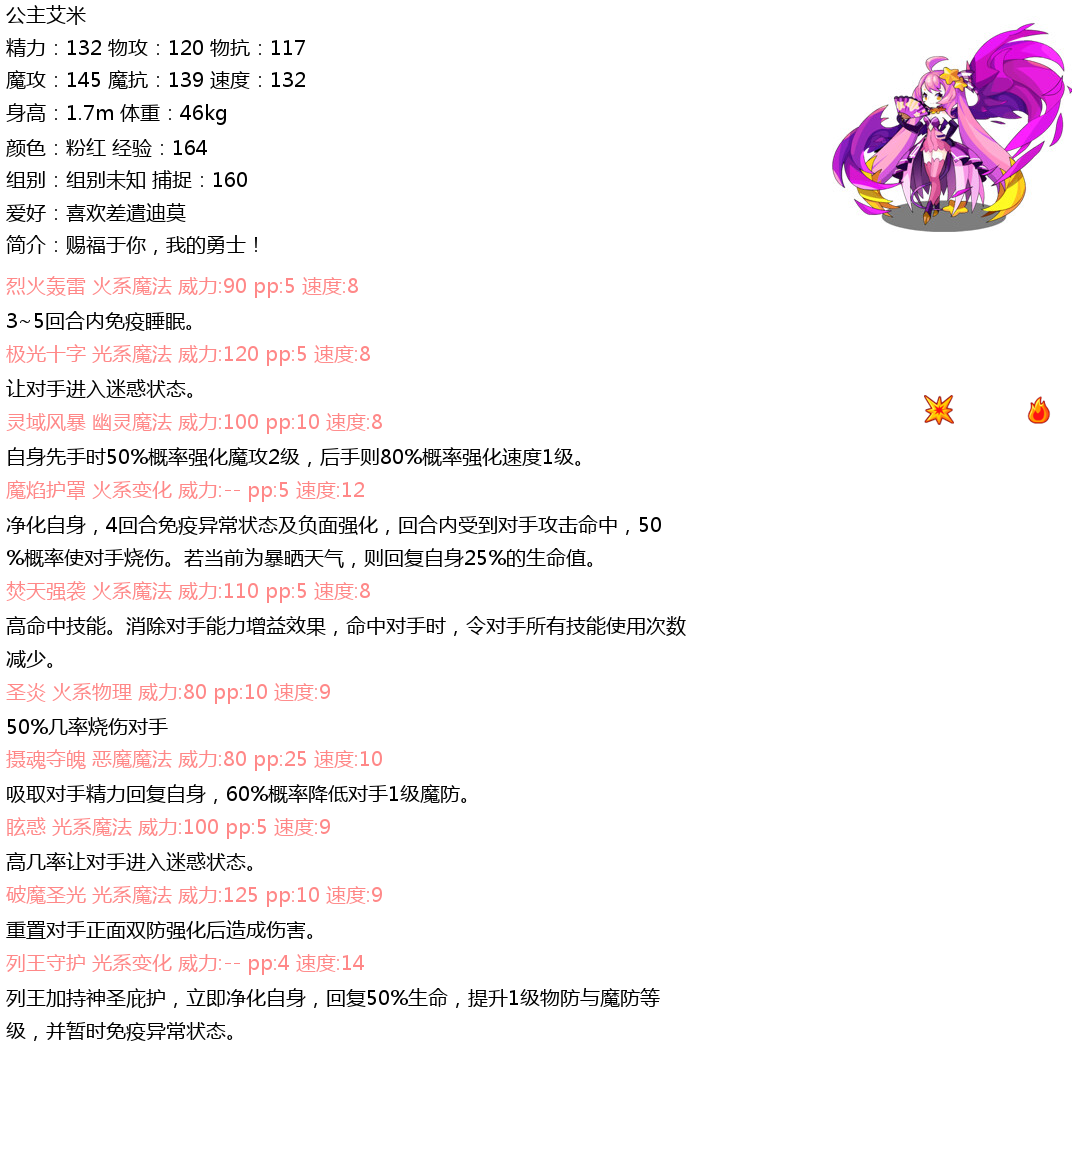 公主艾米
精力：132 物攻：120 物抗：117
魔攻：145 魔抗：139 速度：132
身高：1.7m 体重：46kg
颜色：粉红 经验：164
组别：组别未知 捕捉：160
爱好：喜欢差遣迪莫
简介：赐福于你，我的勇士！
烈火轰雷 火系魔法 威力:90 pp:5 速度:8
3~5回合内免疫睡眠。
极光十字 光系魔法 威力:120 pp:5 速度:8
让对手进入迷惑状态。
灵域风暴 幽灵魔法 威力:100 pp:10 速度:8
自身先手时50%概率强化魔攻2级，后手则80%概率强化速度1级。
魔焰护罩 火系变化 威力:-- pp:5 速度:12
净化自身，4回合免疫异常状态及负面强化，回合内受到对手攻击命中，50
%概率使对手烧伤。若当前为暴晒天气，则回复自身25%的生命值。
焚天强袭 火系魔法 威力:110 pp:5 速度:8
高命中技能。消除对手能力增益效果，命中对手时，令对手所有技能使用次数
减少。
圣炎 火系物理 威力:80 pp:10 速度:9
50%几率烧伤对手
摄魂夺魄 恶魔魔法 威力:80 pp:25 速度:10
吸取对手精力回复自身，60%概率降低对手1级魔防。
眩惑 光系魔法 威力:100 pp:5 速度:9
高几率让对手进入迷惑状态。
破魔圣光 光系魔法 威力:125 pp:10 速度:9
重置对手正面双防强化后造成伤害。
列王守护 光系变化 威力:-- pp:4 速度:14
列王加持神圣庇护，立即净化自身，回复50%生命，提升1级物防与魔防等
级，并暂时免疫异常状态。